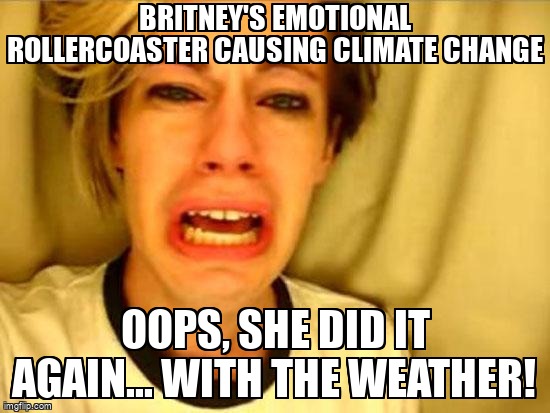 BRITNEY'S EMOTIONAL
ROLLERCOASTER CAUSING CLIMATE CHANGE
OOPS, SHE DID IT
AGAIN... WITH THE WEATHER!
imgflip.com